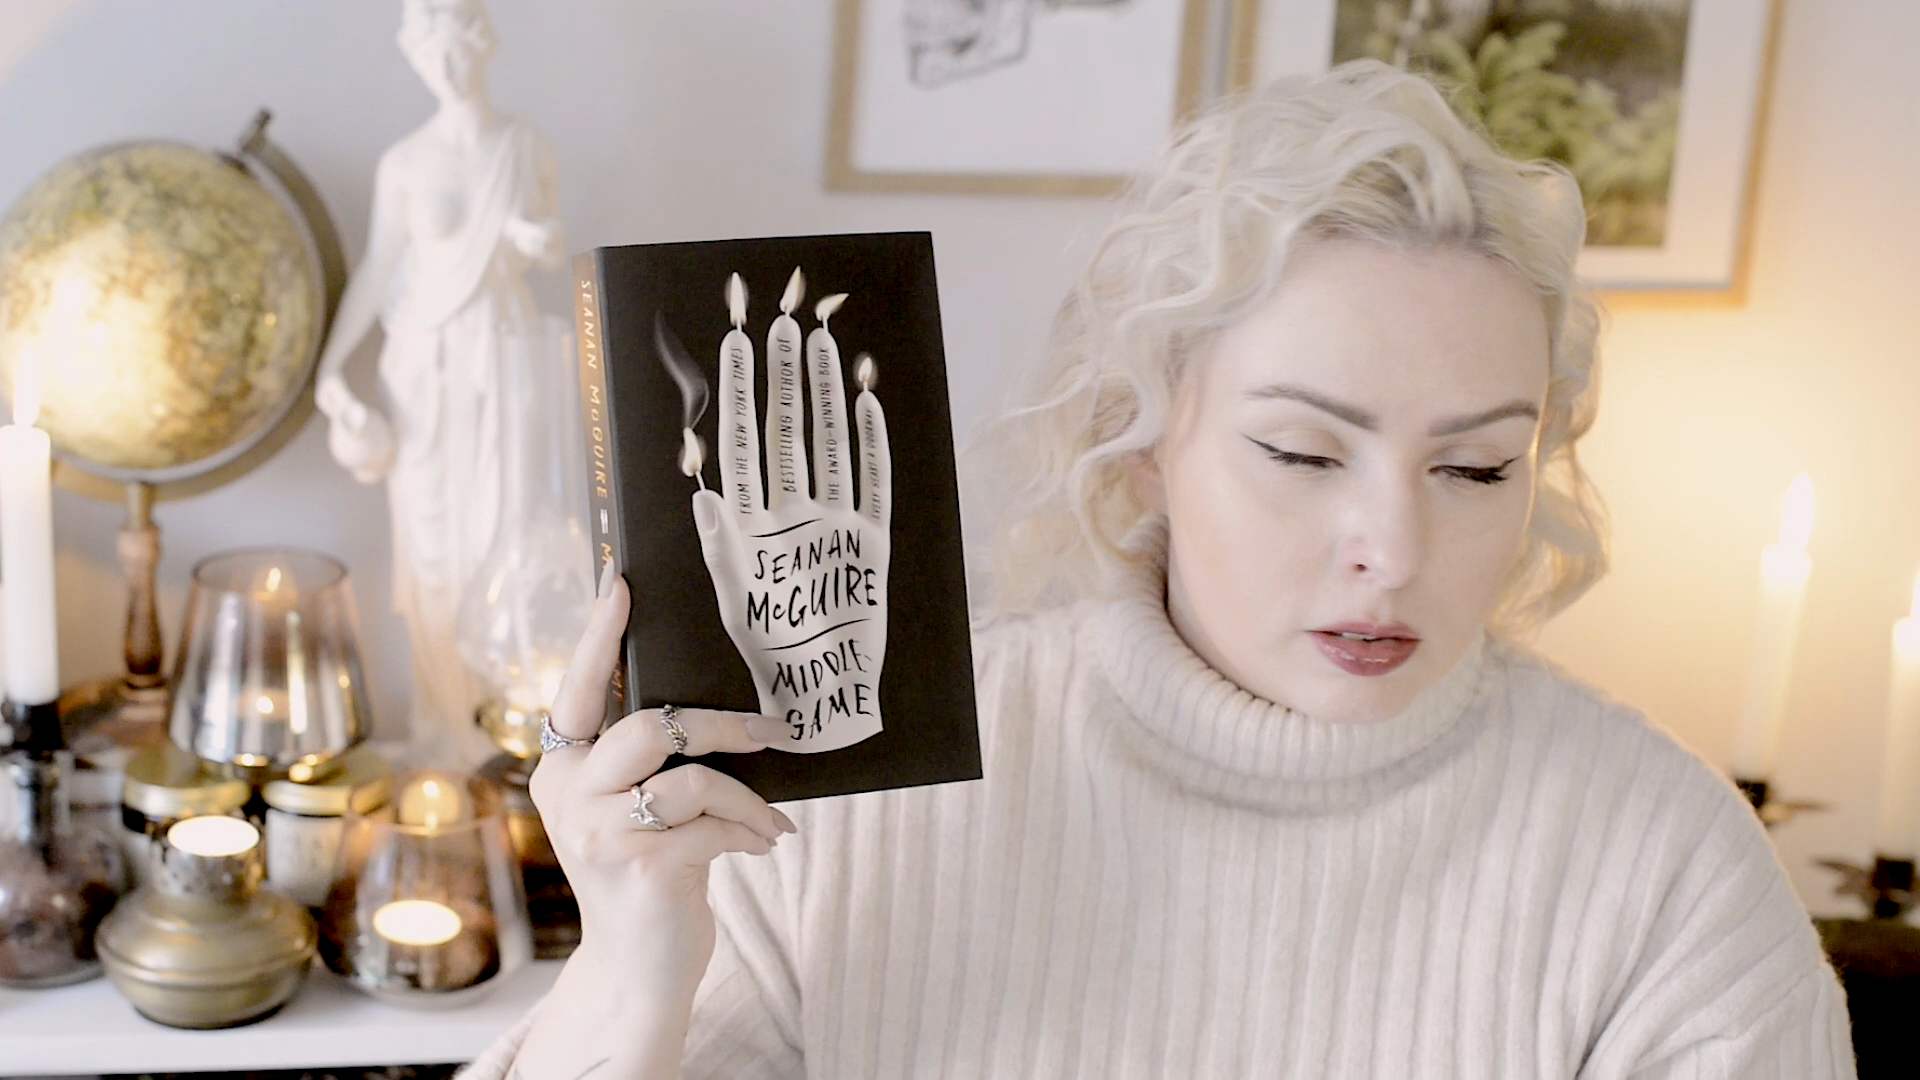 SEANAN McGUIRE
FROM THE NEW YORK TIMES
BESTSELLING AUTHOR OF
THE AWARD-WINNING BOOK
EVERY HEART A DOORWAY
SEANAN
McGUIRE
MIDDLE-
GAME